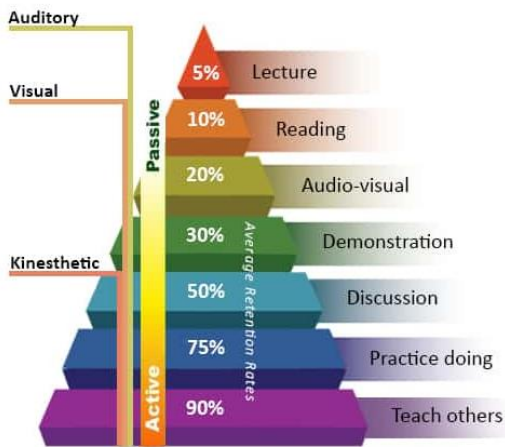 Auditory
5%
Lecture
Visual
10%
Reading
Passive
20%
Audio-visual
30%
Demonstration
Kinesthetic
50%
Discussion
Average Retention Rates
75%
Practice doing
Active
90%
Teach others